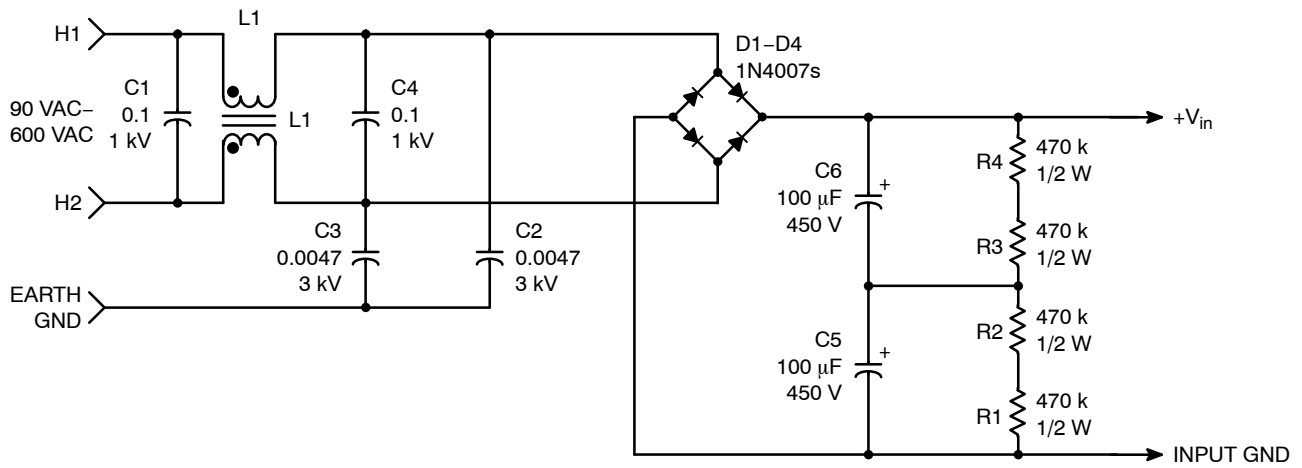 L1
H1
C1
0.1
1 kV
90 VAC–
600 VAC
L1
C4
0.1
1 kV
D1–D4
1N4007s
H2
C3
0.0047
3 kV
C2
0.0047
3 kV
EARTH
GND
+Vin
C6
100 μF
450 V
+
R4
470 k
1/2 W
R3
470 k
1/2 W
C5
100 μF
450 V
+
R2
470 k
1/2 W
R1
470 k
1/2 W
INPUT GND